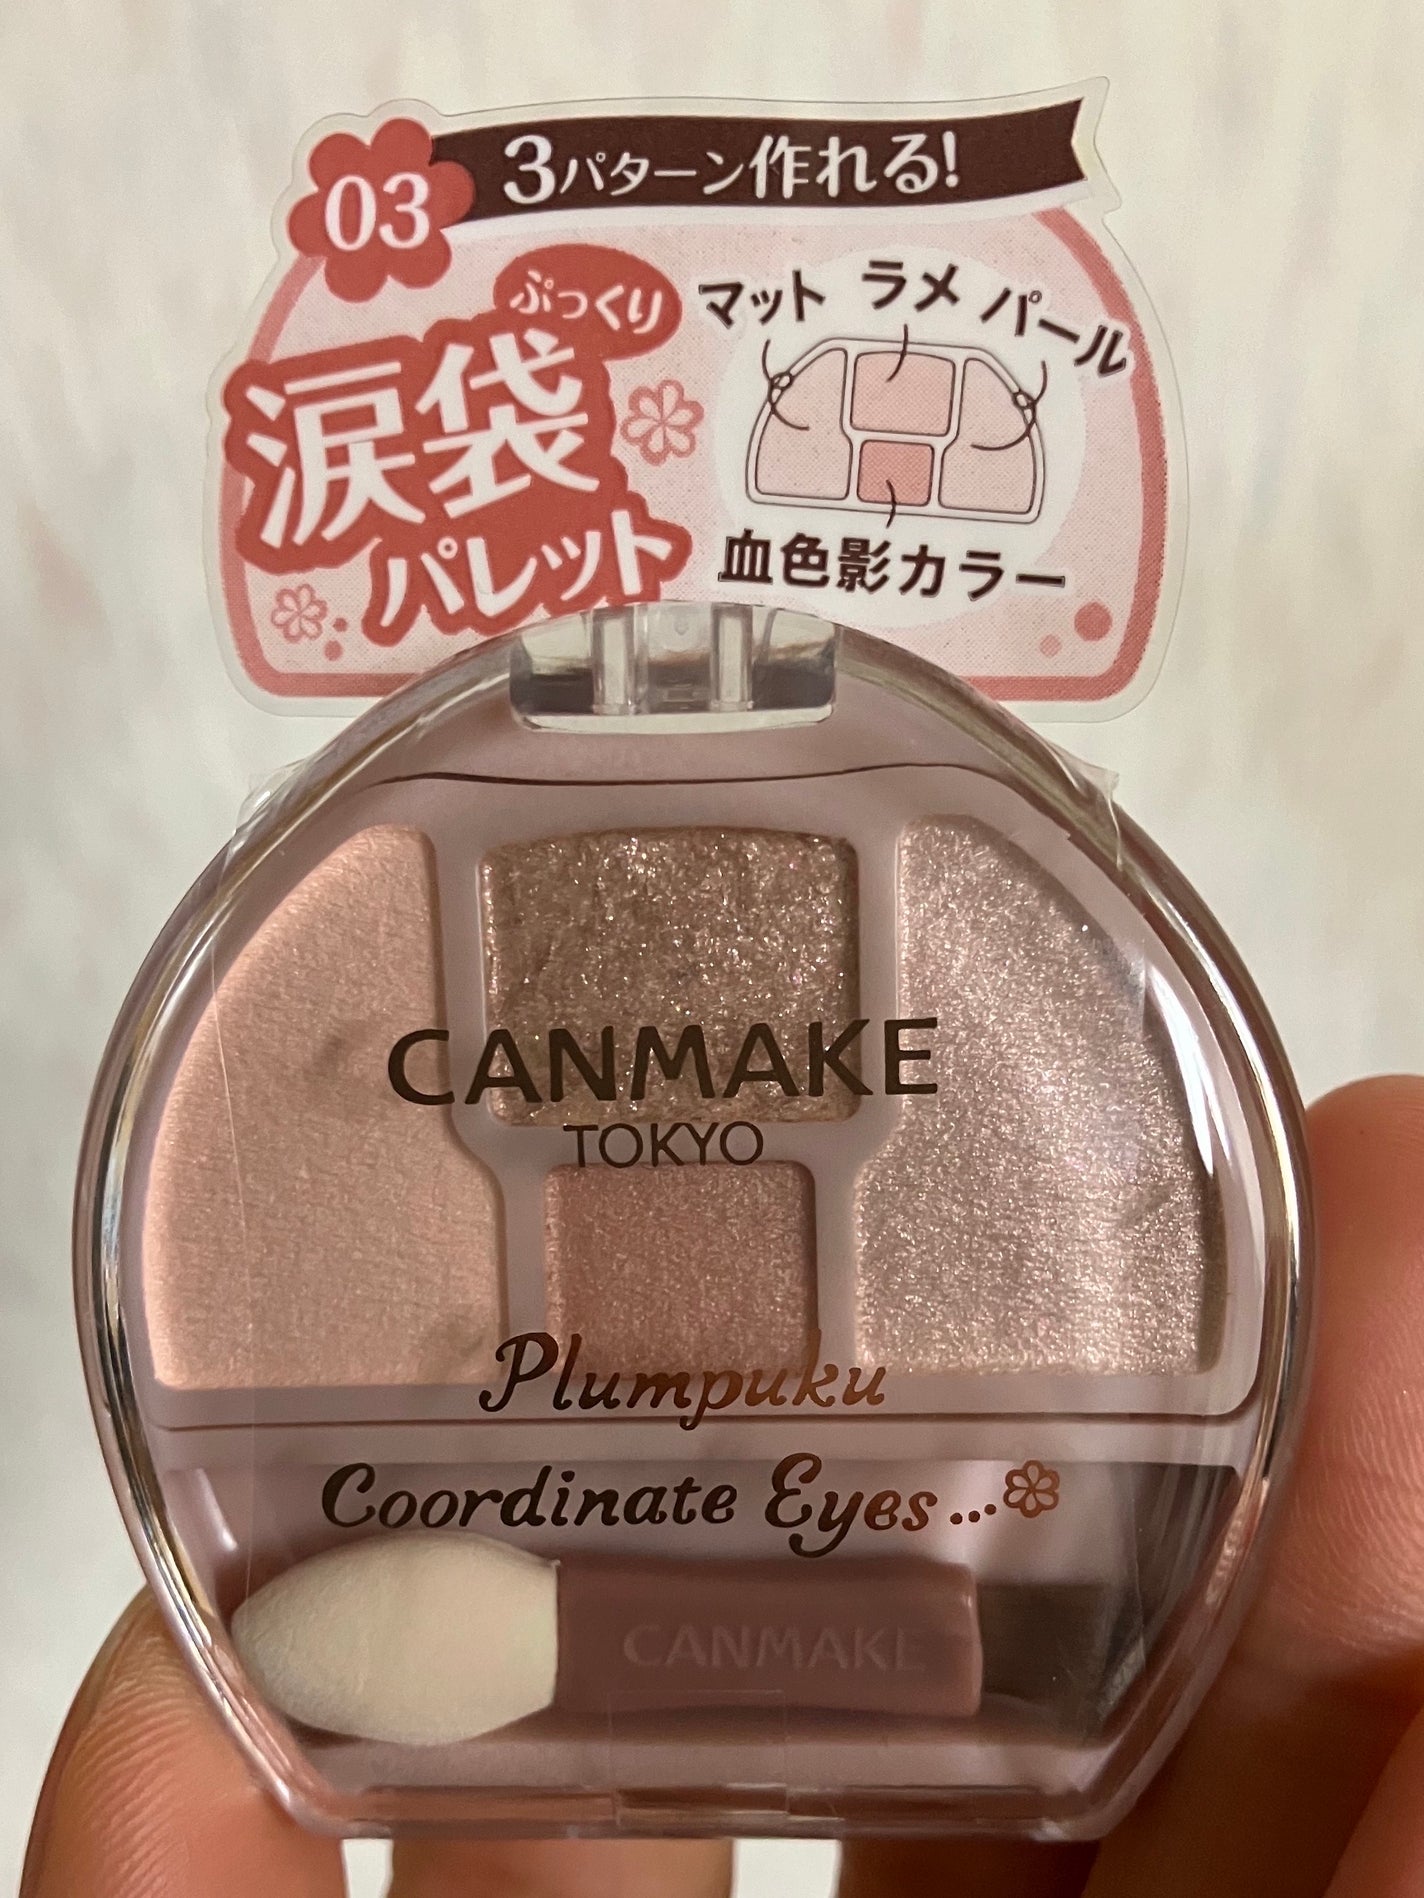 03
3パターン作れる!
ぷっくり
涙袋
パレット
マット ラメ パール
血色影カラー
CANMAKE
TOKYO
Plumpuku
Coordinate Eyes...
CANMAKE